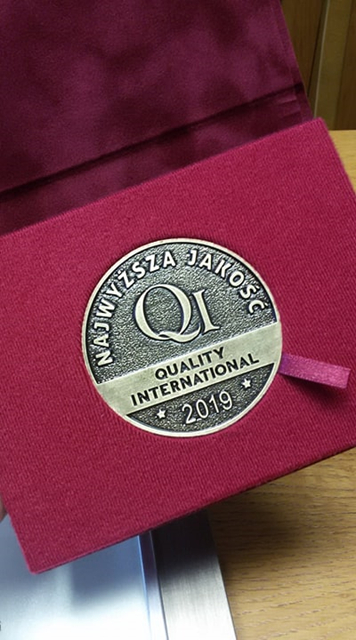 NAJWYŻSZA JAKOŚĆ
QI
QUALITY
INTERNATIONAL
2019